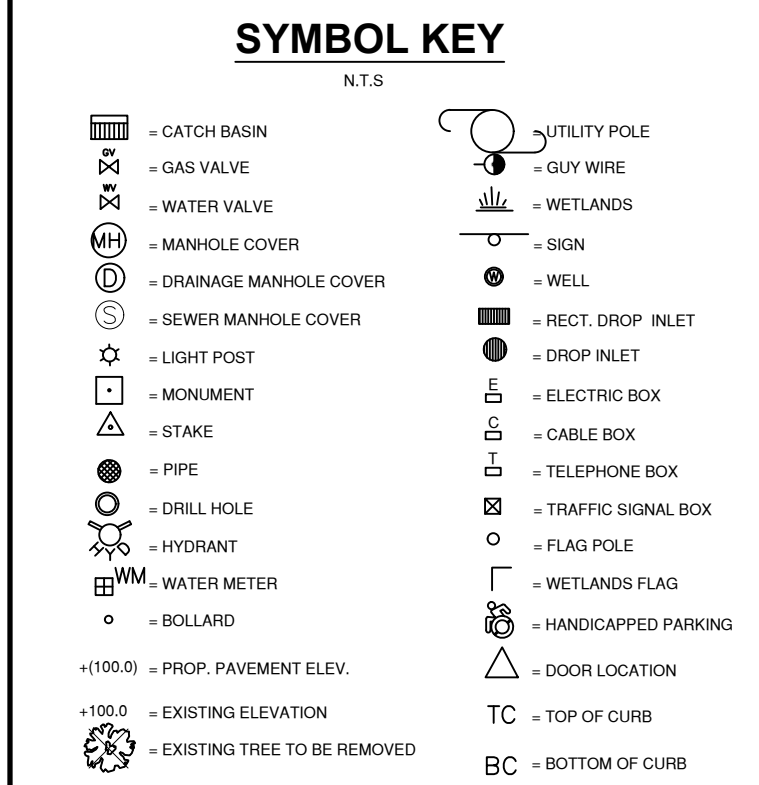 SYMBOL KEY
N.T.S
= CATCH BASIN
GV
= GAS VALVE
WV
= WATER VALVE
MH = MANHOLE COVER
D = DRAINAGE MANHOLE COVER
S = SEWER MANHOLE COVER
= LIGHT POST
= MONUMENT
= STAKE
= PIPE
= DRILL HOLE
HYD = HYDRANT
WM = WATER METER
= BOLLARD
+(100.0) = PROP. PAVEMENT ELEV.
+100.0 = EXISTING ELEVATION
= EXISTING TREE TO BE REMOVED
= UTILITY POLE
= GUY WIRE
= WETLANDS
= SIGN
W = WELL
= RECT. DROP INLET
= DROP INLET
E = ELECTRIC BOX
C = CABLE BOX
T = TELEPHONE BOX
= TRAFFIC SIGNAL BOX
= FLAG POLE
= WETLANDS FLAG
= HANDICAPPED PARKING
= DOOR LOCATION
TC = TOP OF CURB
BC = BOTTOM OF CURB